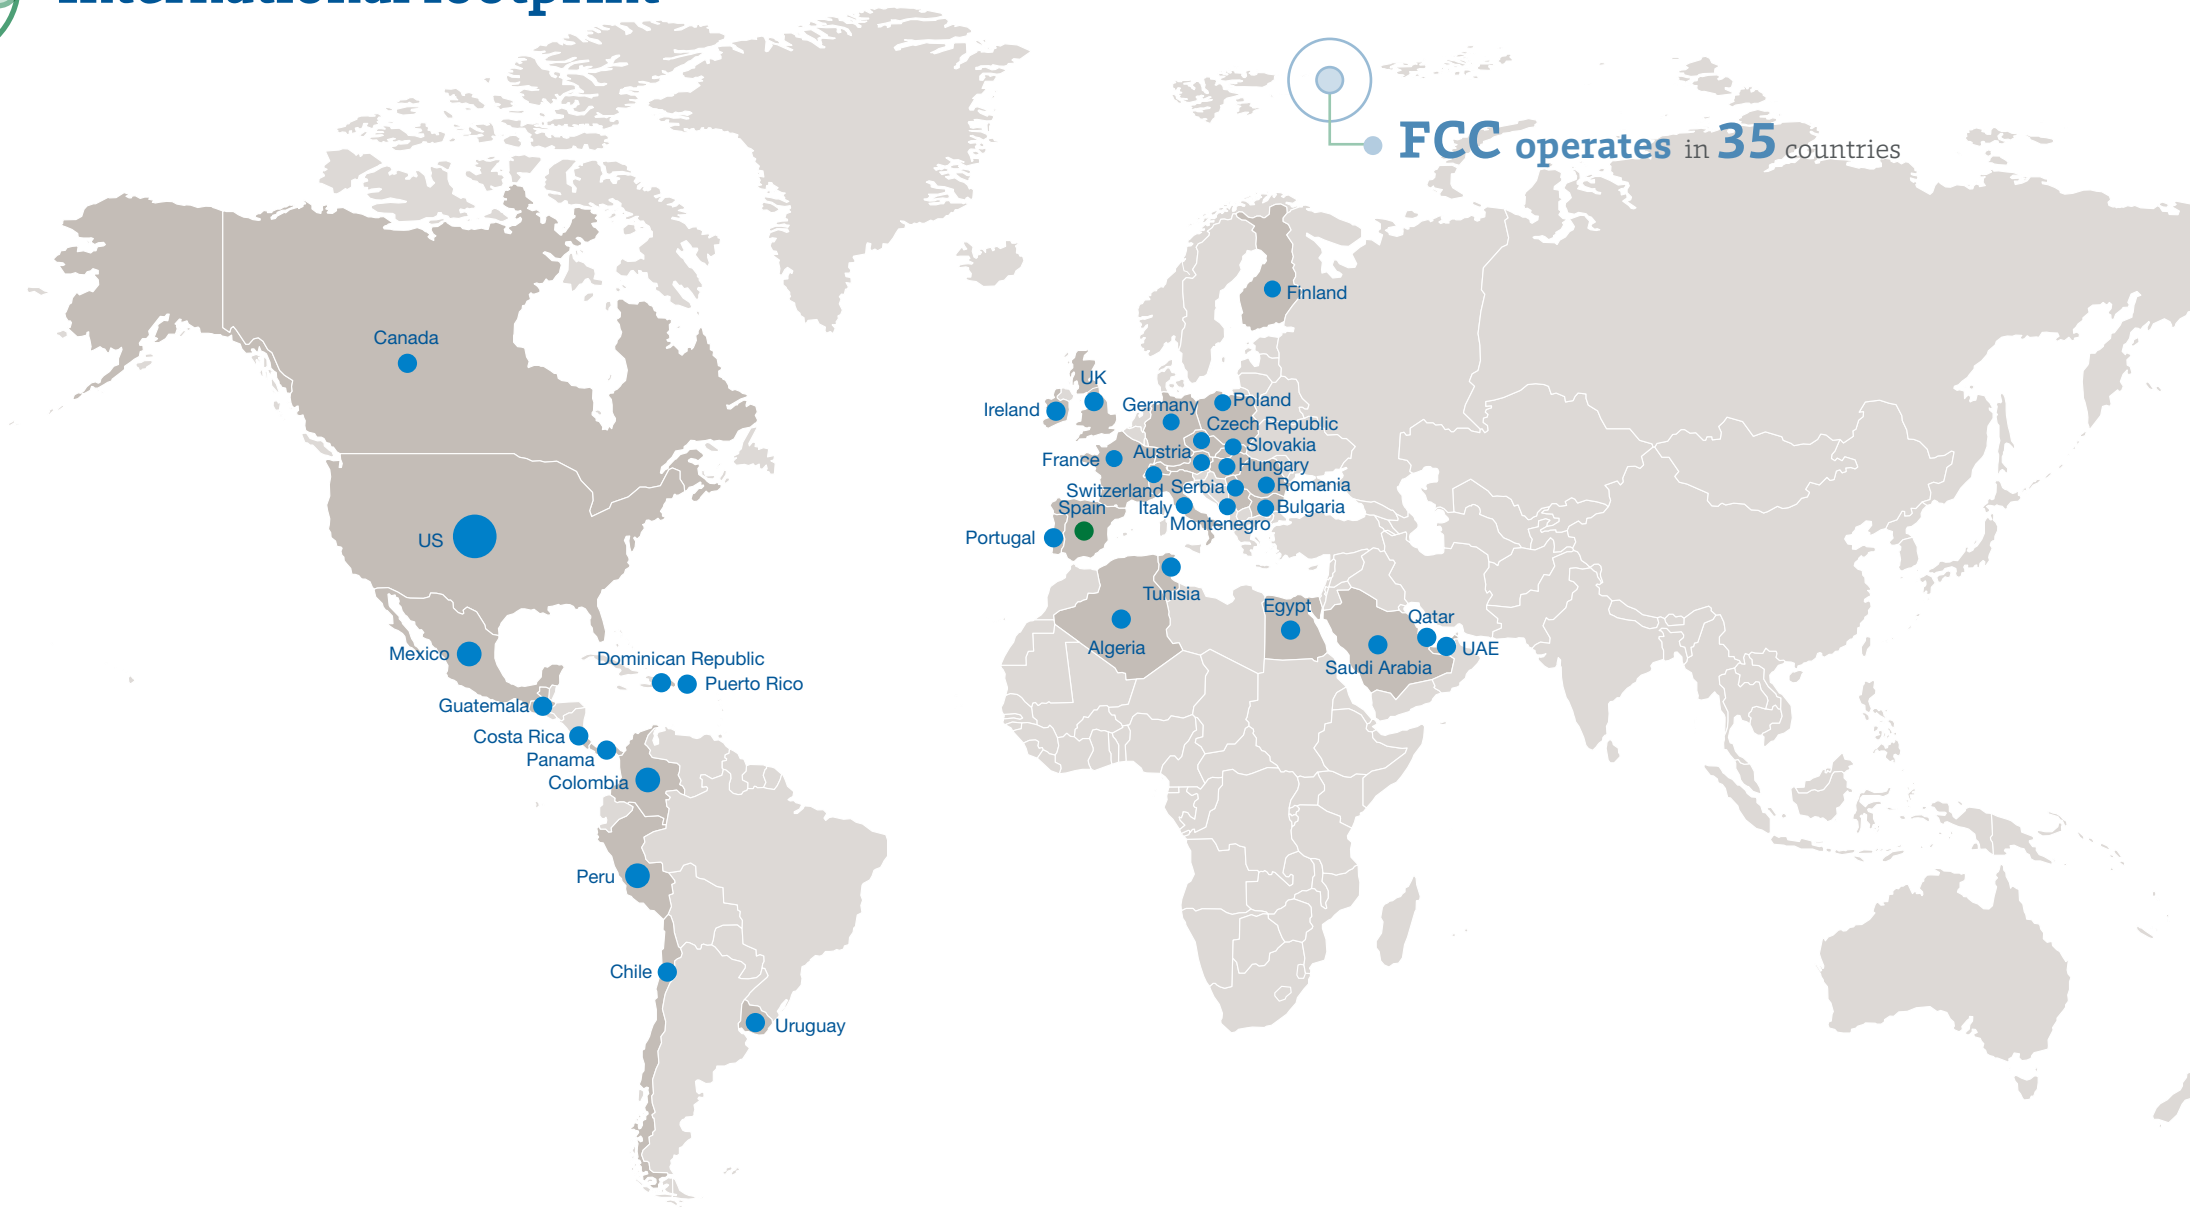 International footprint
FCC operates in 35 countries
Finland
Canada
UK
Ireland
Germany
Poland
Czech Republic
Slovakia
Austria
France
Hungary
Switzerland
Serbia
Romania
Spain
Italy
Bulgaria
Montenegro
Portugal
US
Tunisia
Egypt
Qatar
Algeria
UAE
Saudi Arabia
Mexico
Dominican Republic
Puerto Rico
Guatemala
Costa Rica
Panama
Colombia
Peru
Chile
Uruguay